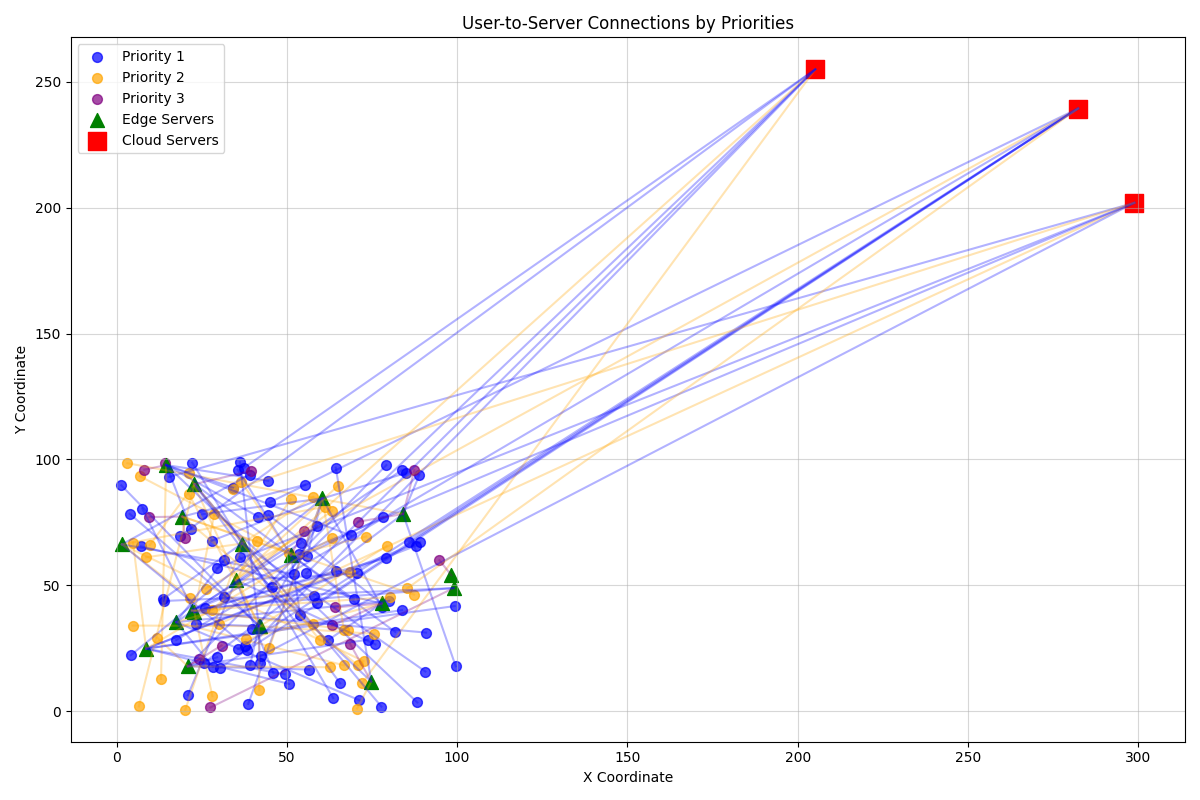 User-to-Server Connections by Priorities
Priority 1
Priority 2
Priority 3
Edge Servers
Cloud Servers
Y Coordinate
250
200
150
100
50
0
0 50 100 150 200 250 300
X Coordinate